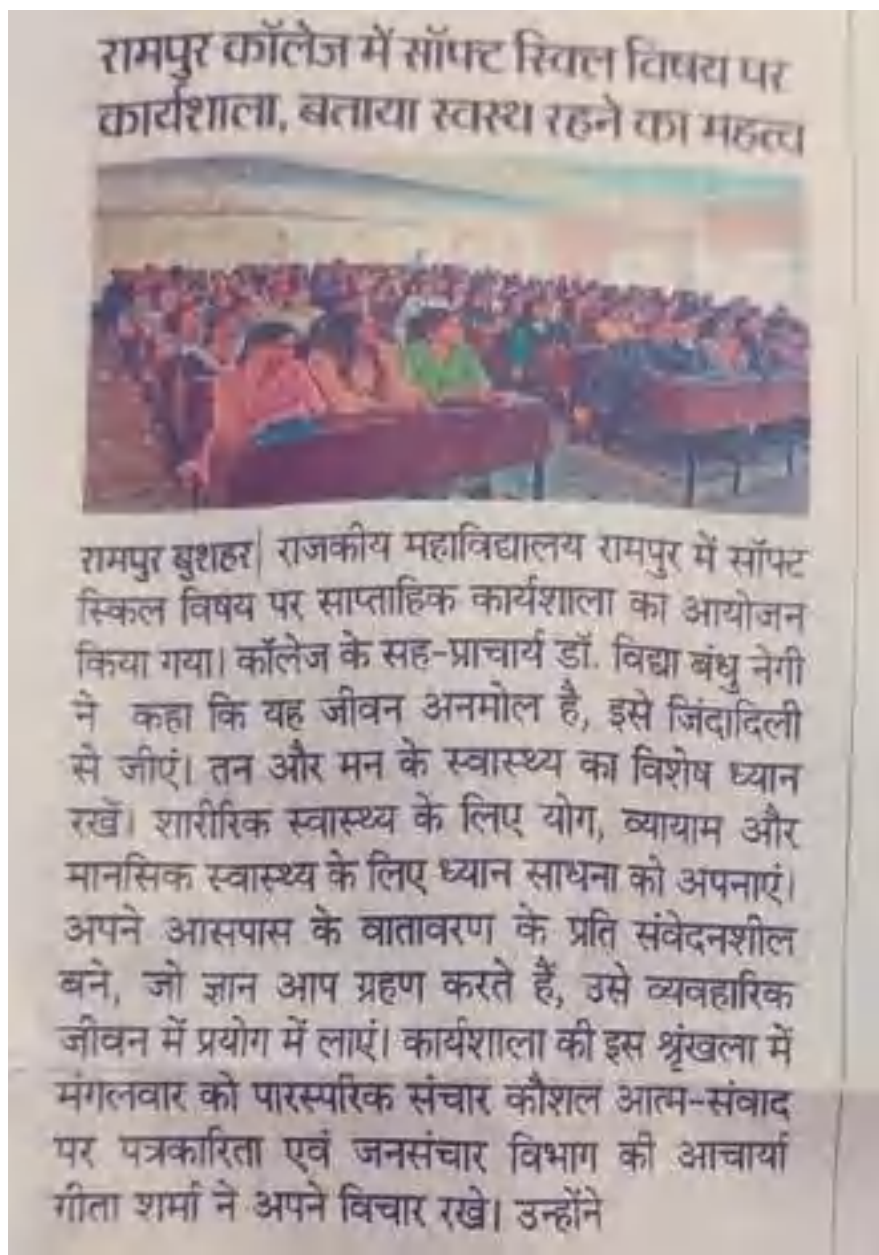 रामपुर कॉलेज में सॉफ्ट स्किल विषय पर
कार्यशाला, बताया स्वस्थ रहने का महत्व
रामपुर बुशहर| राजकीय महाविद्यालय रामपुर में सॉफ्ट
स्किल विषय पर साप्ताहिक कार्यशाला का आयोजन
किया गया। कॉलेज के सह-प्राचार्य डॉ. विद्या बंधु नेगी
ने कहा कि यह जीवन अनमोल है, इसे जिंदादिली
से जीएं। तन और मन के स्वास्थ्य का विशेष ध्यान
रखें। शारीरिक स्वास्थ्य के लिए योग, व्यायाम और
मानसिक स्वास्थ्य के लिए ध्यान साधना को अपनाएं।
अपने आसपास के वातावरण के प्रति संवेदनशील
बने, जो ज्ञान आप ग्रहण करते हैं, उसे व्यवहारिक
जीवन में प्रयोग में लाएं। कार्यशाला की इस श्रृंखला में
मंगलवार को पारस्परिक संचार कौशल आत्म-संवाद
पर पत्रकारिता एवं जनसंचार विभाग की आचार्या
गीता शर्मा ने अपने विचार रखे। उन्होंने